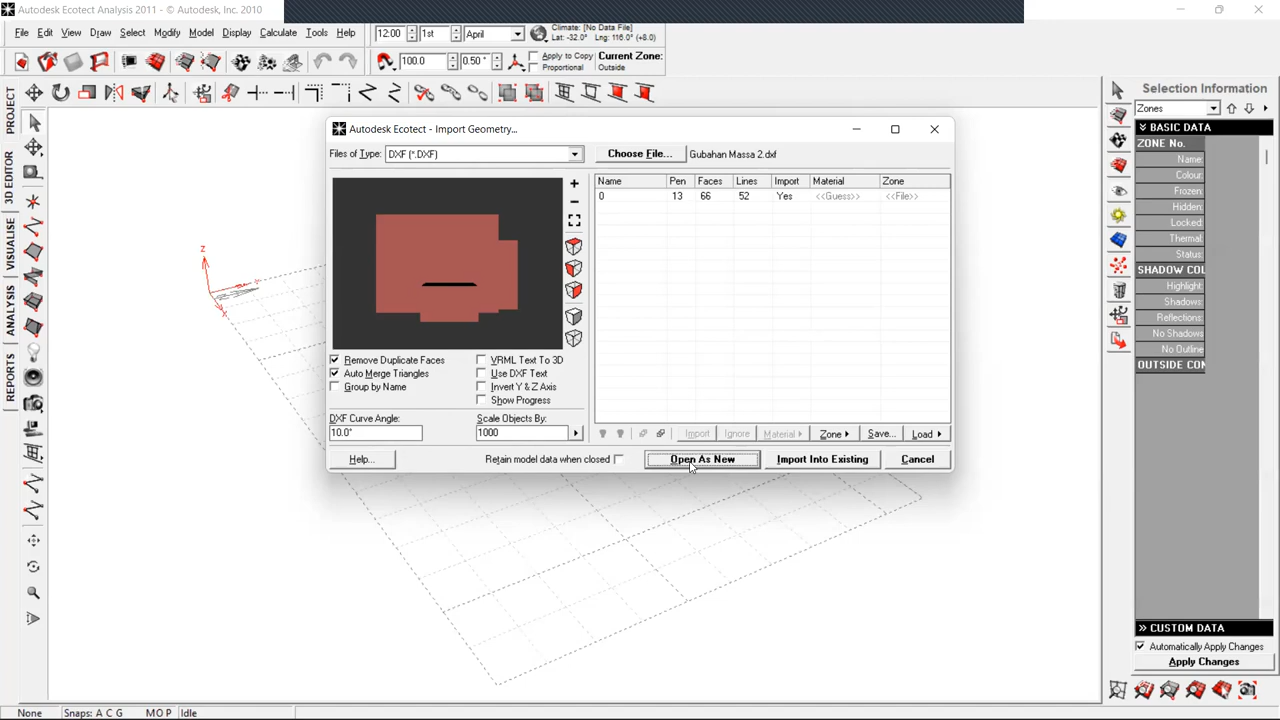 Autodesk Ecotect Analysis 2011 - © Autodesk, Inc. 2010
File Edit View Draw Select Modify Model Display Calculate Tools Help
12:00 1st April
Climate: [No Data File]
Lat: -32.0° Lng: 116.0° (+8.0)
100.0 0.50 °
Apply to Copy
Proportional
Current Zone:
Outside
PROJECT
3D EDITOR
VISUALISE
ANALYSIS
REPORTS
Z
Autodesk Ecotect - Import Geometry...
Files of Type: DXF (*.DXF) Choose File... Gubahan Massa 2.dxf
Name Pen Faces Lines Import Material Zone
0 13 66 52 Yes <<Guess>> <<File>>
Remove Duplicate Faces
Auto Merge Triangles
Group by Name
VRML Text To 3D
Use DXF Text
Invert Y & Z Axis
Show Progress
DXF Curve Angle:
10.0°
Scale Objects By:
1000
Import Ignore Material Zone Save... Load
Help... Retain model data when closed Open As New Import Into Existing Cancel
Selection Information
Zones
BASIC DATA
ZONE No.
Name:
Colour:
Frozen:
Hidden:
Locked:
Thermal:
Status:
SHADOW COL
Highlight:
Shadows:
Reflections:
No Shadows
No Outline
OUTSIDE CON
CUSTOM DATA
Automatically Apply Changes
Apply Changes
None Snaps: A C G M O P Idle